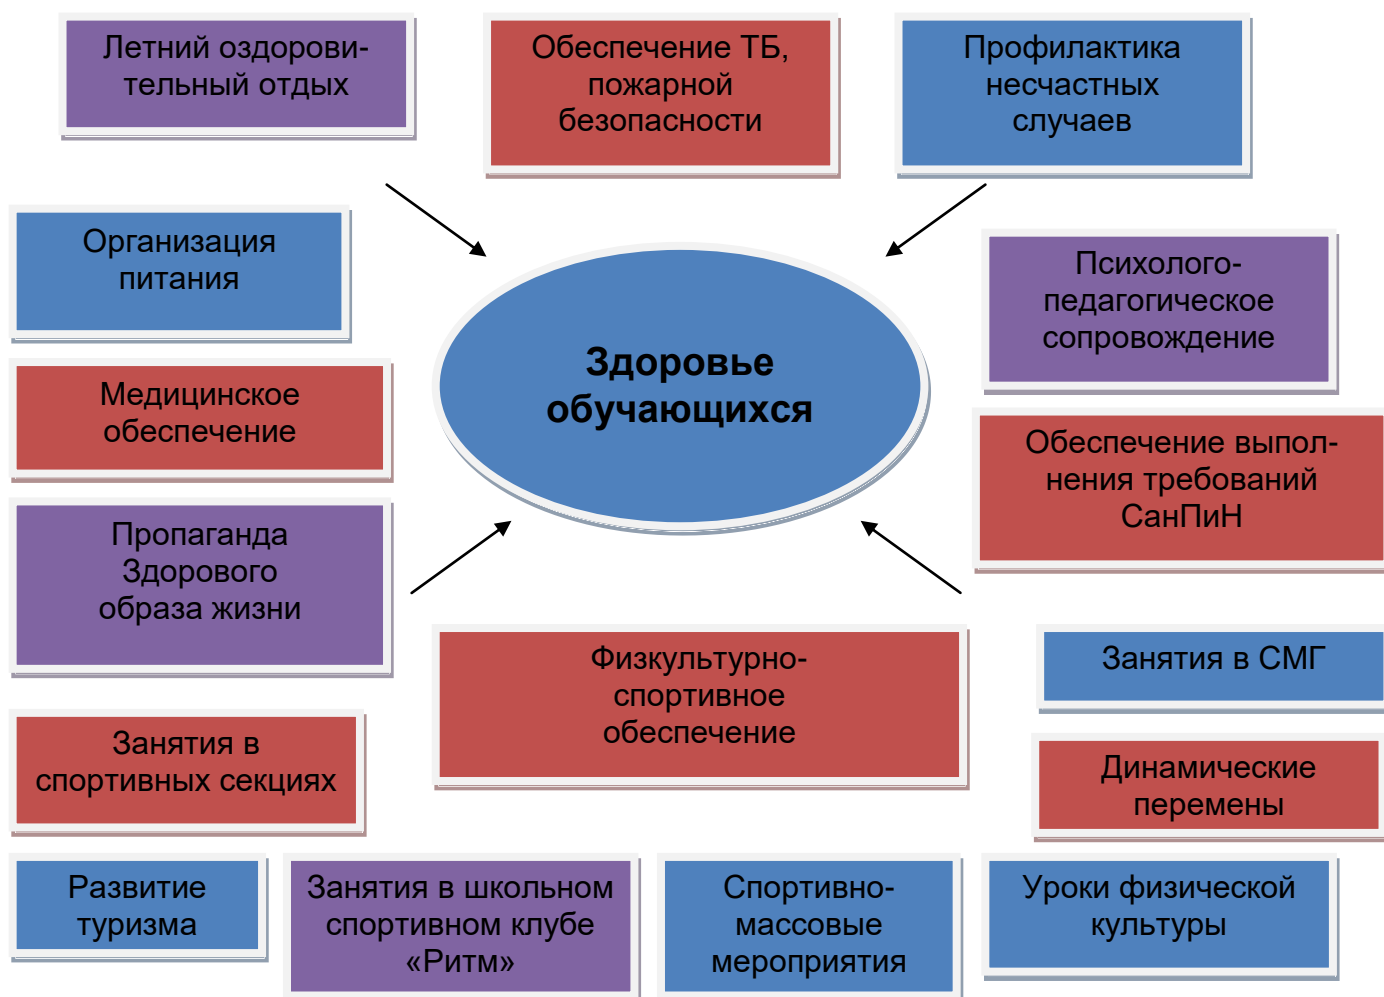 Летний оздорови-
тельный отдых
Обеспечение ТБ,
пожарной
безопасности
Профилактика
несчастных
случаев
Организация
питания
Психолого-
педагогическое
сопровождение
Здоровье
обучающихся
Медицинское
обеспечение
Обеспечение выпол-
нения требований
СанПиН
Пропаганда
Здорового
образа жизни
Физкультурно-
спортивное
обеспечение
Занятия в СМГ
Занятия в
спортивных секциях
Динамические
перемены
Развитие
туризма
Занятия в школьном
спортивном клубе
«Ритм»
Спортивно-
массовые
мероприятия
Уроки физической
культуры